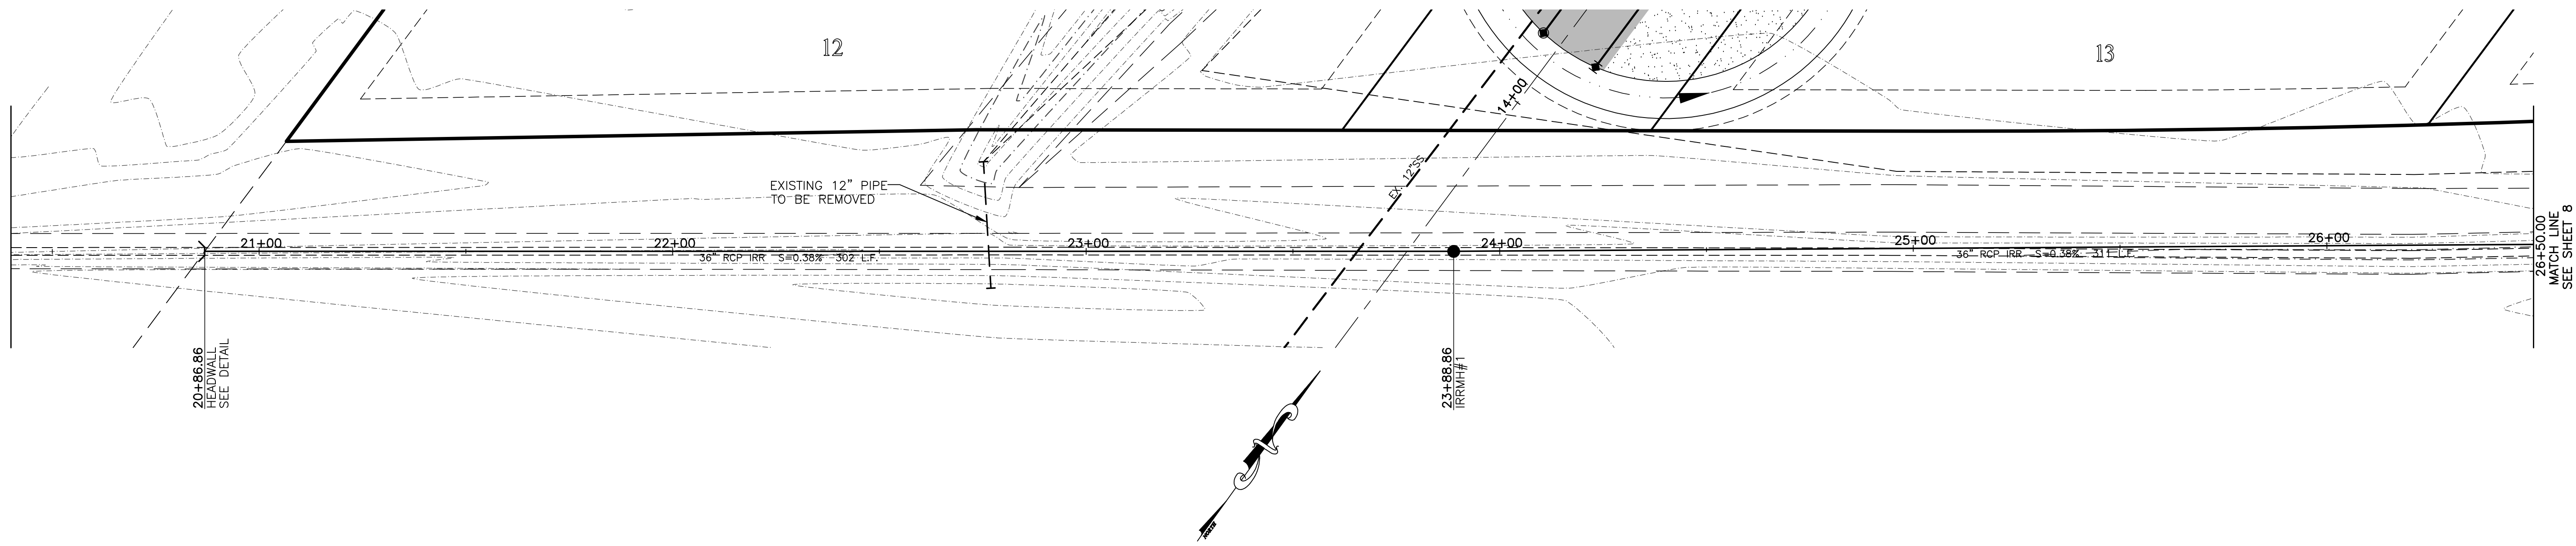 12
13
14+00
EX. 12"SS
EXISTING 12" PIPE
TO BE REMOVED
21+00
22+00
23+00
24+00
25+00
26+00
36" RCP IRR S=0.38% 302 L.F.
36" RCP IRR S=0.38% 311 L.F.
26+50.00
MATCH LINE
SEE SHEET 8
20+86.86
HEADWALL
SEE DETAIL
23+88.86
IRRMH#1
NORTH